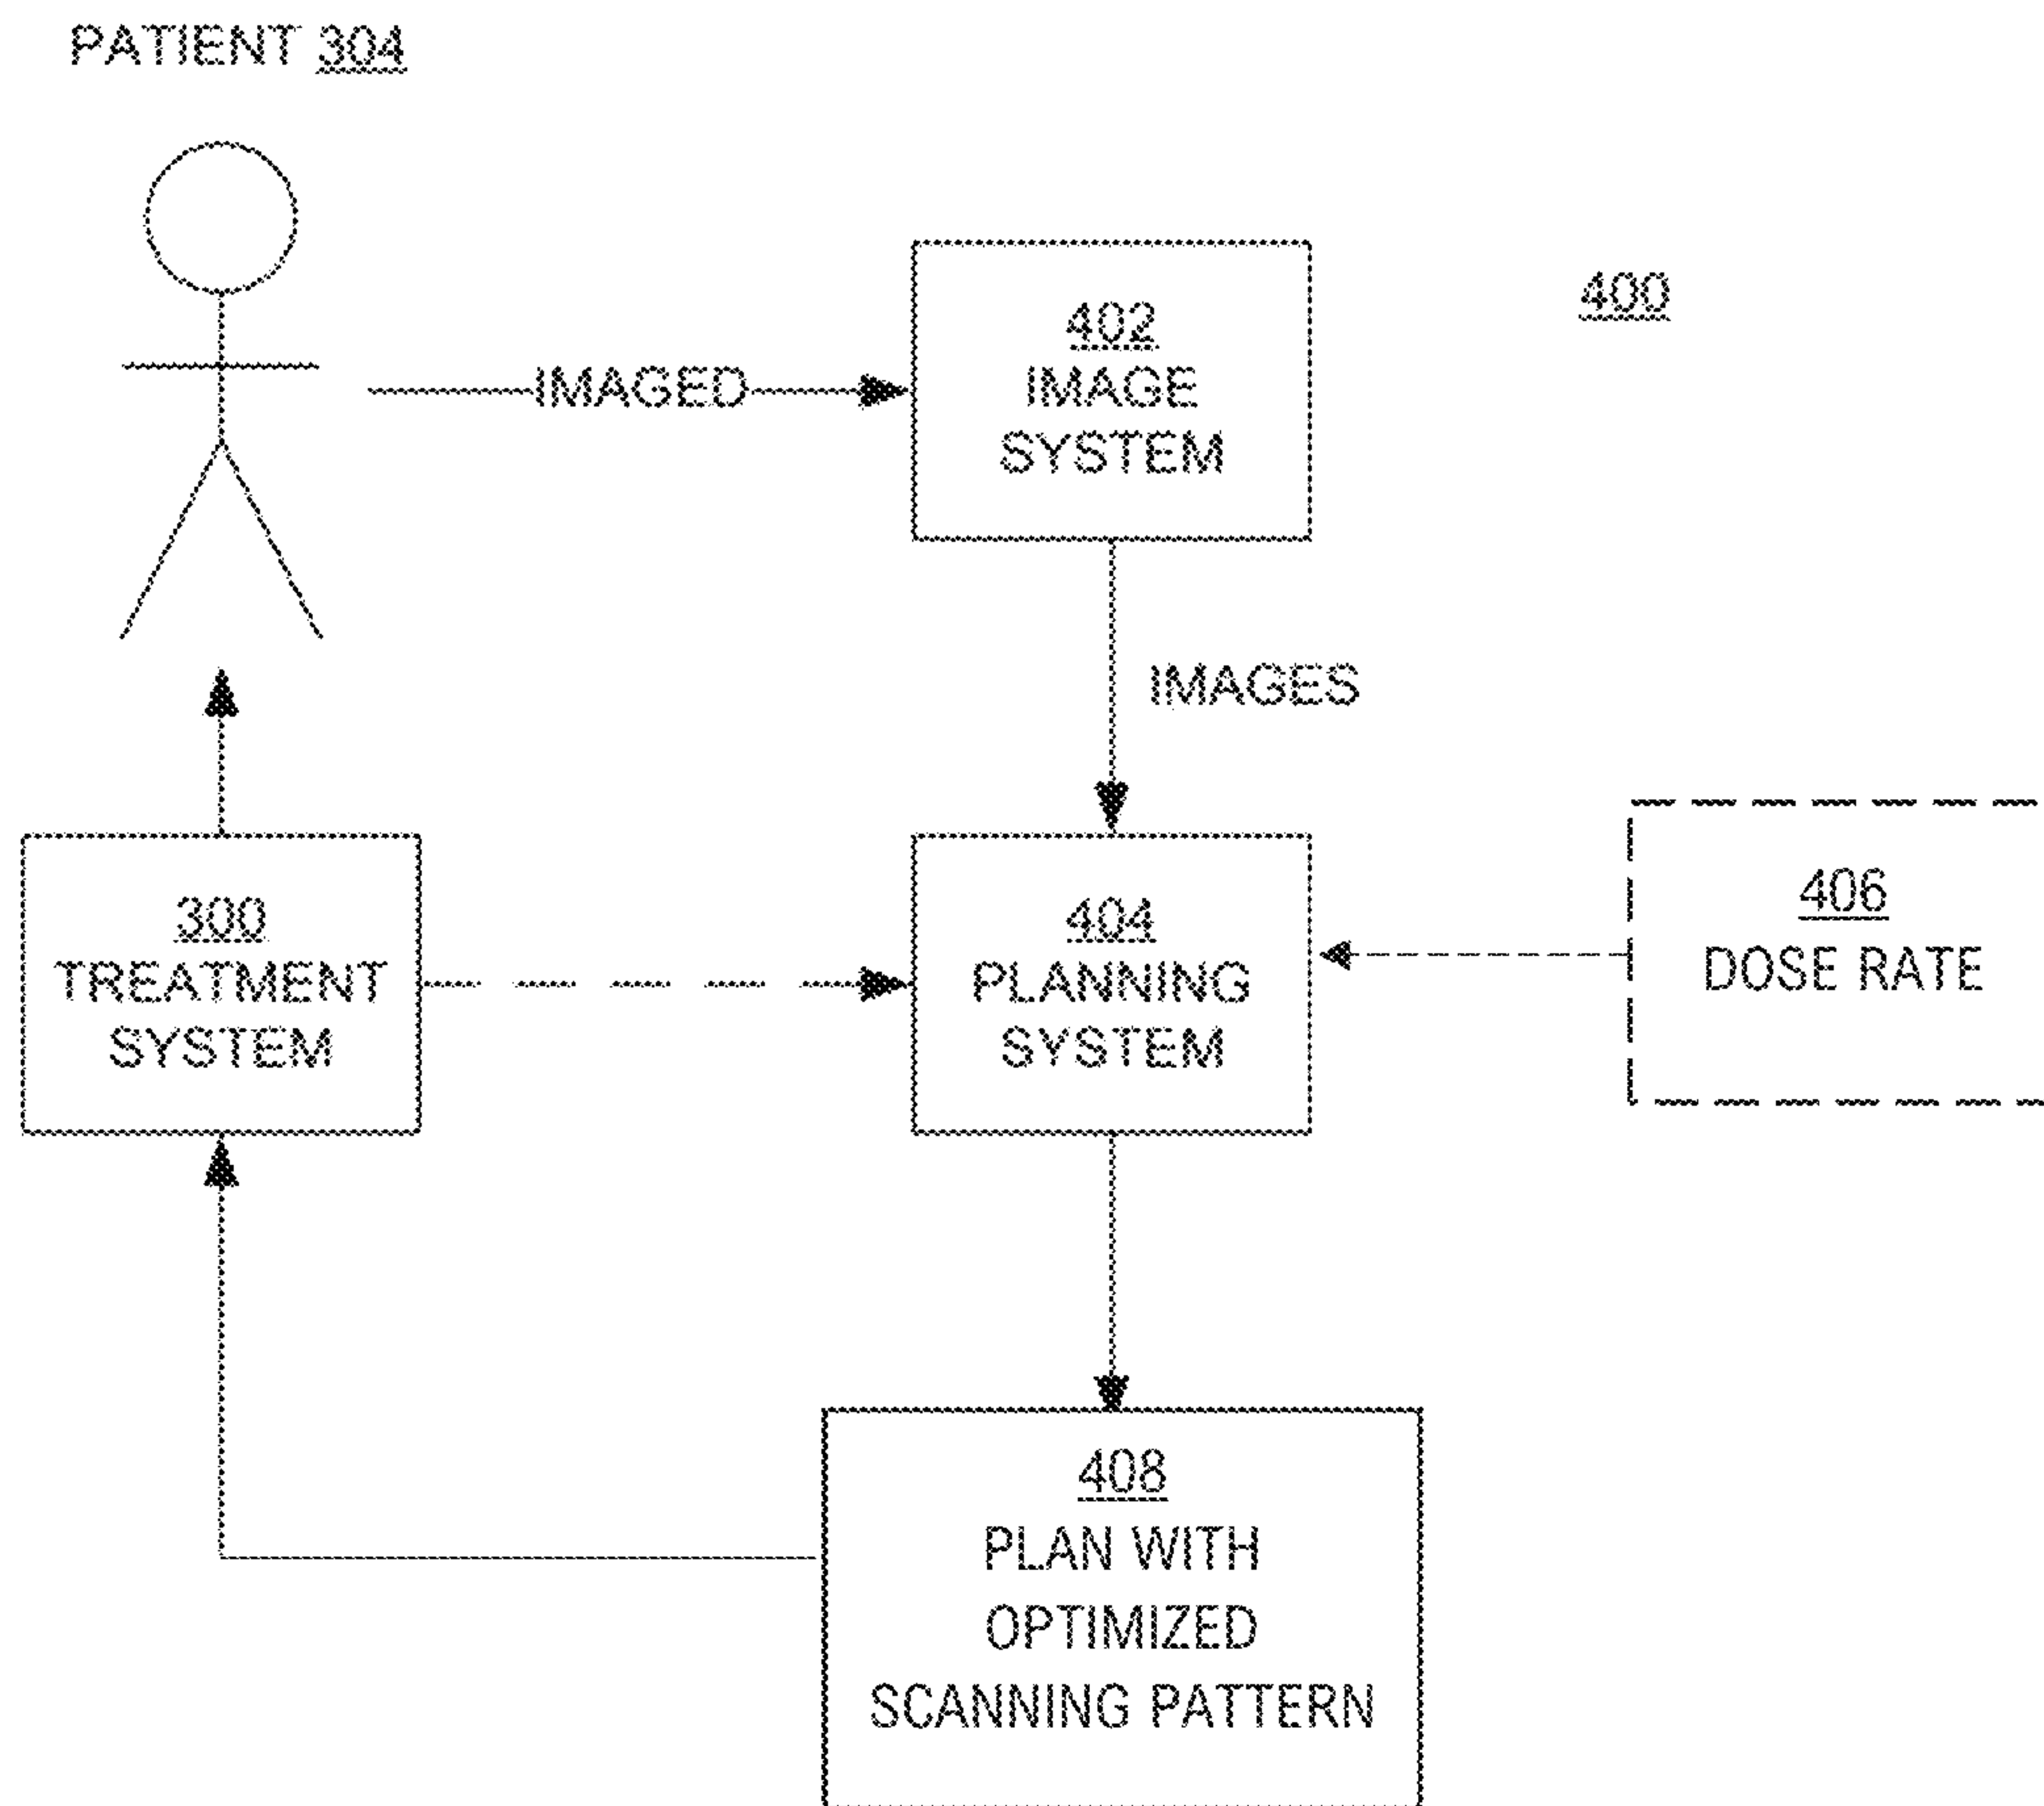 PATIENT 304
400
402
IMAGE
SYSTEM
IMAGED
IMAGES
300
TREATMENT
SYSTEM
404
PLANNING
SYSTEM
406
DOSE RATE
408
PLAN WITH
OPTIMIZED
SCANNING PATTERN